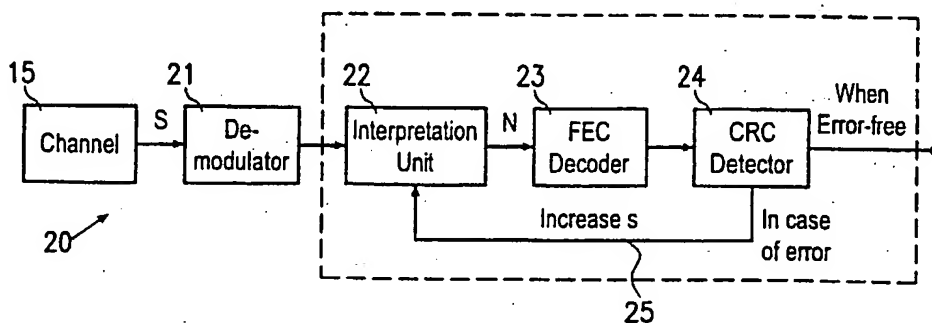 15
Channel
S
21
De-
modulator
22
Interpretation
Unit
N
23
FEC
Decoder
24
CRC
Detector
When
Error-free
Increase s
In case
of error
20
25